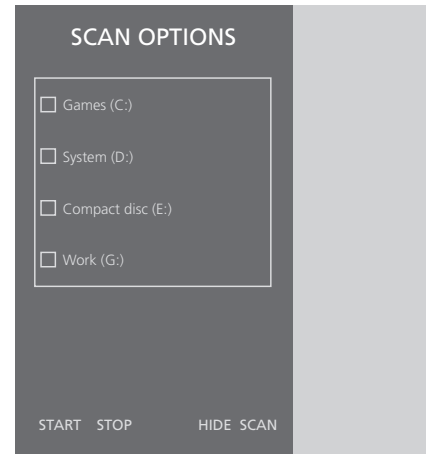 SCAN OPTIONS
Games (C:)
System (D:)
Compact disc (E:)
Work (G:)
START STOP HIDE SCAN